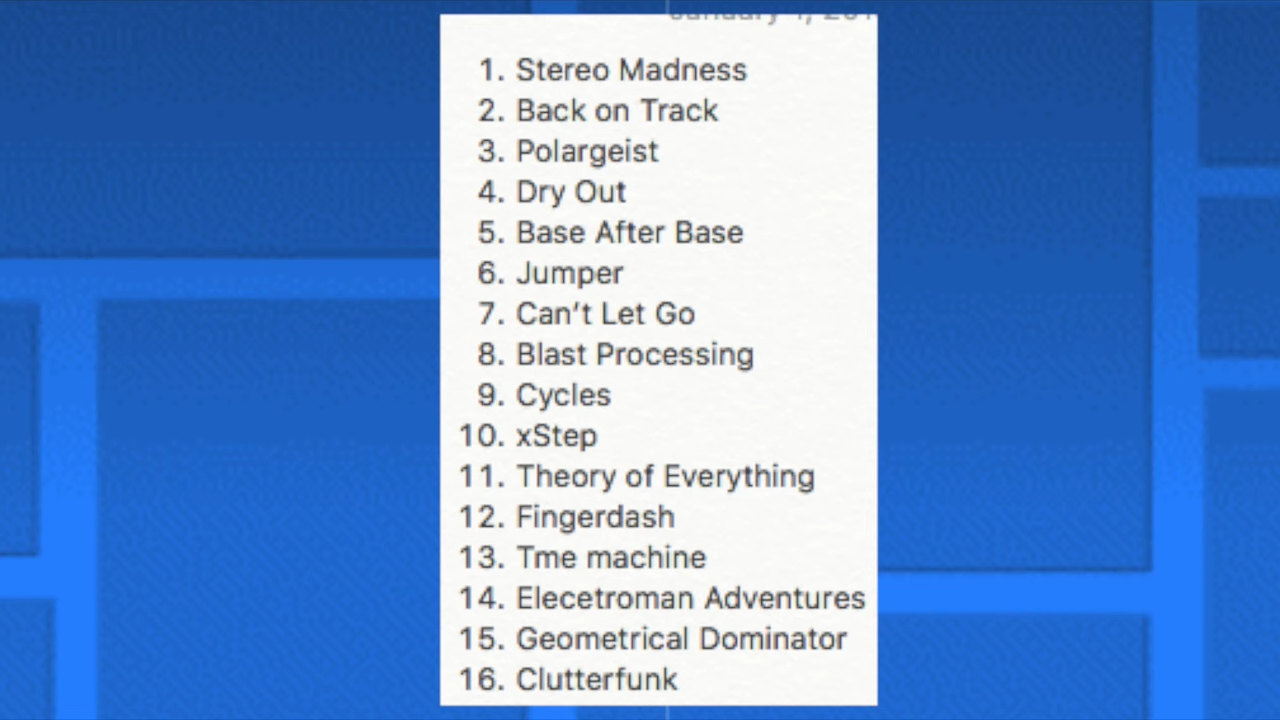 1. Stereo Madness
2. Back on Track
3. Polargeist
4. Dry Out
5. Base After Base
6. Jumper
7. Can’t Let Go
8. Blast Processing
9. Cycles
10. xStep
11. Theory of Everything
12. Fingerdash
13. Tme machine
14. Elecetroman Adventures
15. Geometrical Dominator
16. Clutterfunk